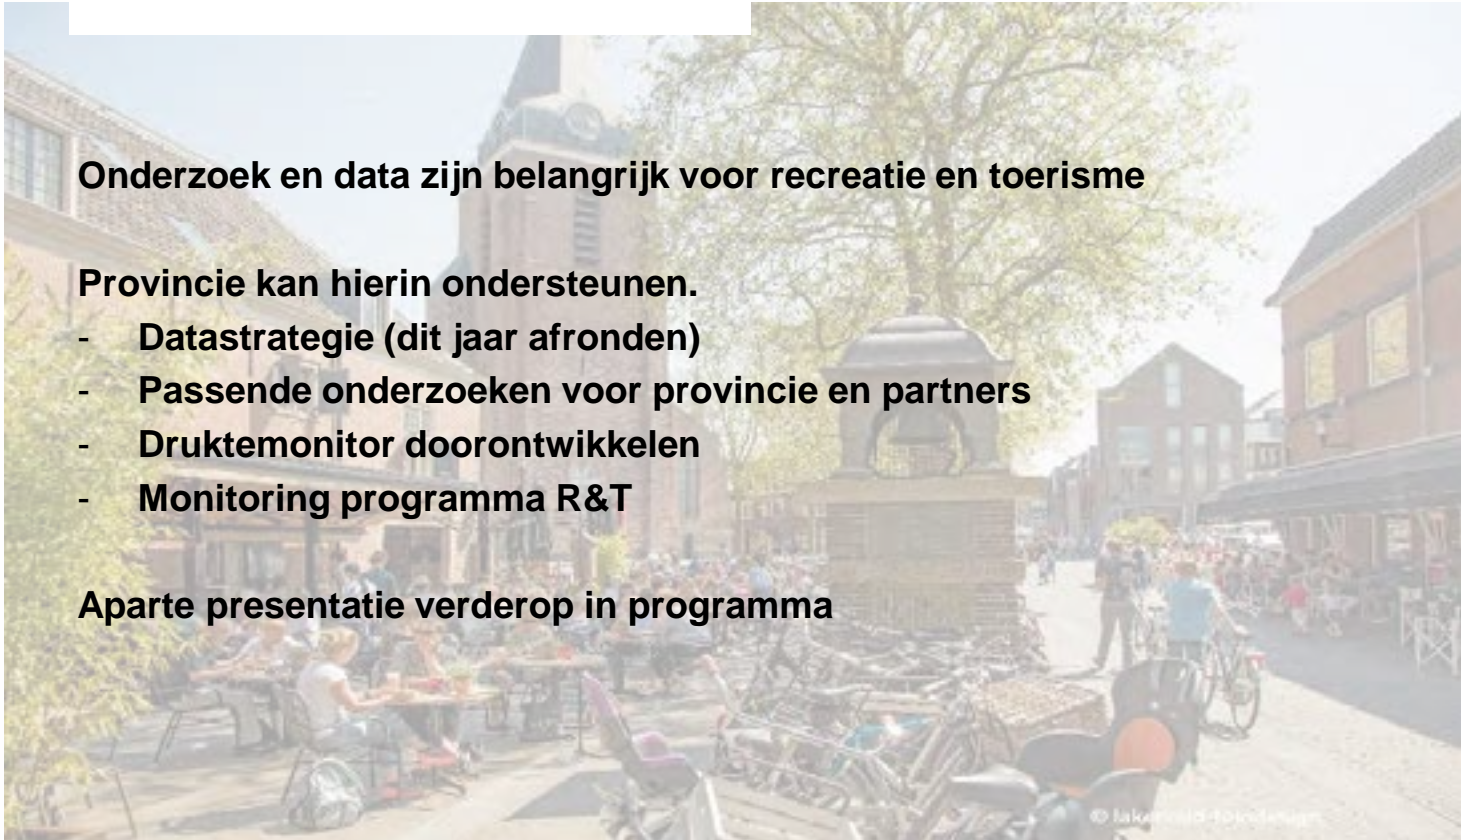 Onderzoek en data zijn belangrijk voor recreatie en toerisme
Provincie kan hierin ondersteunen.
- Datastrategie (dit jaar afronden)
- Passende onderzoeken voor provincie en partners
- Druktemonitor doorontwikkelen
- Monitoring programma R&T
Aparte presentatie verderop in programma